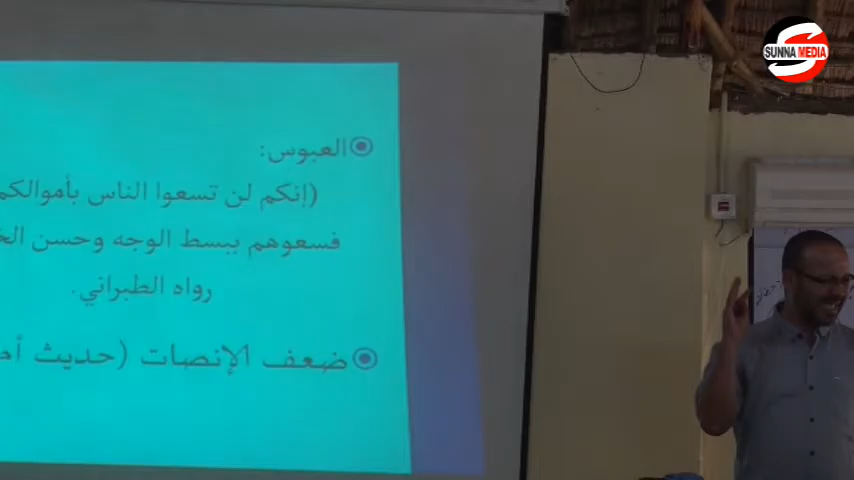 SUNNA MEDIA
العبوس:
(إنكم لن تسعوا الناس بأموالكم
فسعوهم ببسط الوجه وحسن
رواه الطبراني.
ضعف الإنصات (حديث